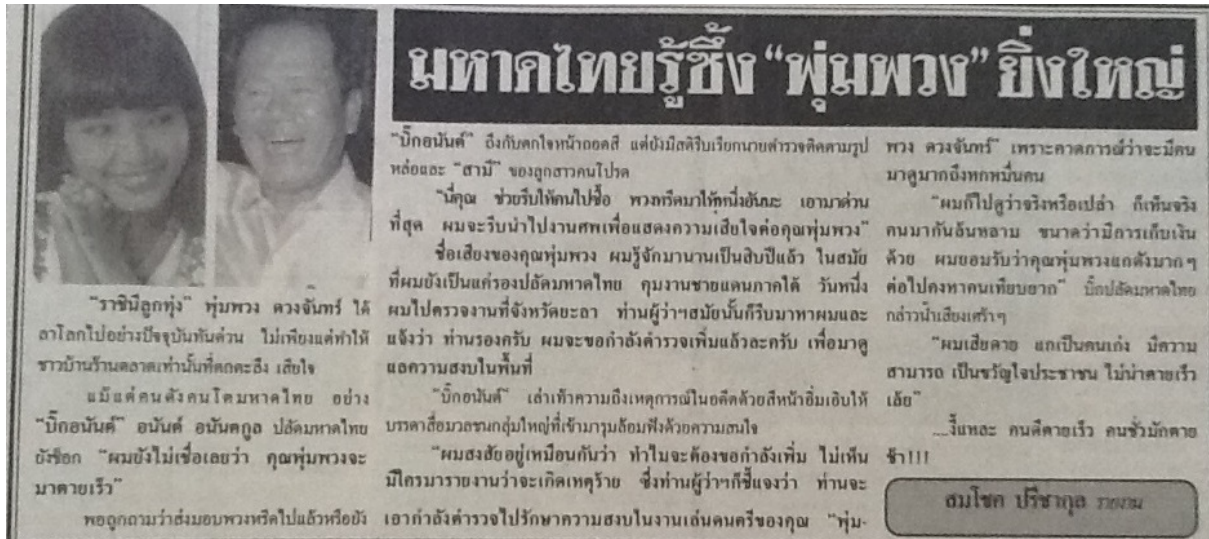 มหาดไทยรู้ซึ้ง “พุ่มพวง” ยิ่งใหญ่
“ราชินีลูกทุ่ง” พุ่มพวง ดวงจันทร์ ได้
ลาโลกไปอย่างปัจจุบันทันด่วน ไม่เพียงแต่ทำให้
ชาวบ้านร้านตลาดเท่านั้นที่ตกตะลึง เสียใจ
แม้แต่คนดังคนโตมหาดไทย อย่าง
“บิ๊กอนันต์” อนันต์ อนันตกูล ปลัดมหาดไทย
ยังช็อก “ผมยังไม่เชื่อเลยว่า คุณพุ่มพวงจะ
มาตายเร็ว”
พอถูกถามว่าส่งมอบพวงหรีดไปแล้วหรือยัง
“บิ๊กอนันต์” ถึงกับตกใจหน้าถอดสี แต่ยังมีสติรีบเรียกนายตำรวจติดตามรูป
หล่อและ “สามี” ของลูกสาวคนโปรด
“นี่คุณ ช่วยรีบให้คนไปซื้อ พวงหรีดมาให้หนึ่งอันนะ เอามาด่วน
ที่สุด ผมจะรีบนำไปงานศพเพื่อแสดงความเสียใจต่อคุณพุ่มพวง”
ชื่อเสียงของคุณพุ่มพวง ผมรู้จักมานานเป็นสิบปีแล้ว ในสมัย
ที่ผมยังเป็นแค่รองปลัดมหาดไทย คุมงานชายแดนภาคใต้ วันหนึ่ง
ผมไปตรวจงานที่จังหวัดยะลา ท่านผู้ว่าฯสมัยนั้นก็รีบมาหาผมและ
แจ้งว่า ท่านรองครับ ผมจะขอกำลังตำรวจเพิ่มแล้วละครับ เพื่อมาดู
แลความสงบในพื้นที่
“บิ๊กอนันต์” เล่าเท้าความถึงเหตุการณ์ในอดีตด้วยสีหน้าอิ่มเอิบให้
บรรดาสื่อมวลชนกลุ่มใหญ่ที่เข้ามารุมล้อมฟังด้วยความสนใจ
“ผมสงสัยอยู่เหมือนกันว่า ทำไมจะต้องขอกำลังเพิ่ม ไม่เห็น
มีใครมารายงานว่าจะเกิดเหตุร้าย ซึ่งท่านผู้ว่าฯก็ชี้แจงว่า ท่านจะ
เอากำลังตำรวจไปรักษาความสงบในงานเล่นดนตรีของคุณ “พุ่ม-
พวง ดวงจันทร์” เพราะคาดการณ์ว่าจะมีคน
มาดูมากถึงหกหมื่นคน
“ผมก็ไปดูว่าจริงหรือเปล่า ก็เห็นจริง
คนมากันล้นหลาม ขนาดว่ามีการเก็บเงิน
ด้วย ผมยอมรับว่าคุณพุ่มพวงแกดังมากๆ
ต่อไปคงหาคนเทียบยาก” บิ๊กปลัดมหาดไทย
กล่าวน้ำเสียงเศร้าๆ
“ผมเสียดาย แกเป็นคนเก่ง มีความ
สามารถ เป็นขวัญใจประชาชน ไม่น่าตายเร็ว
เล้ย”
....งี้แหละ คนดีตายเร็ว คนชั่วมักตาย
ช้า!!!
สมโชค ปรีชากุล รายงาน